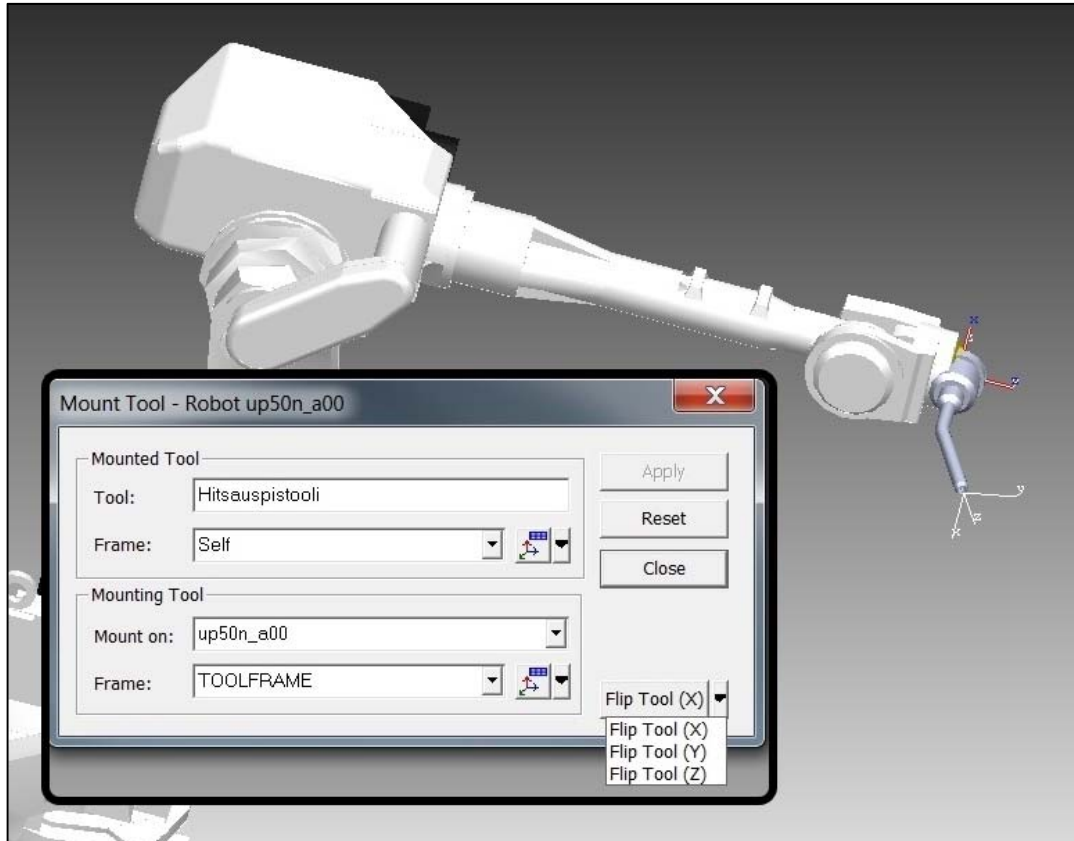 Mount Tool - Robot up50n_a00
Mounted Tool
Tool: Hitsauspistooli
Frame: Self
Mounting Tool
Mount on: up50n_a00
Frame: TOOLFRAME
Apply
Reset
Close
Flip Tool (X)
Flip Tool (X)
Flip Tool (Y)
Flip Tool (Z)
x
z
y
x
z